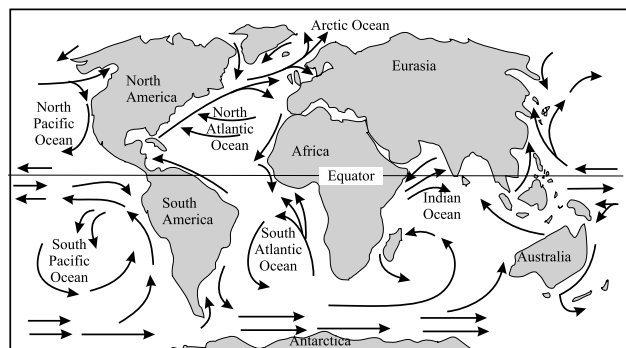 Arctic Ocean
North
America
Eurasia
North
Pacific
Ocean
North
Atlantic
Ocean
Africa
Equator
South
America
Indian
Ocean
South
Pacific
Ocean
South
Atlantic
Ocean
Australia
Antarctica